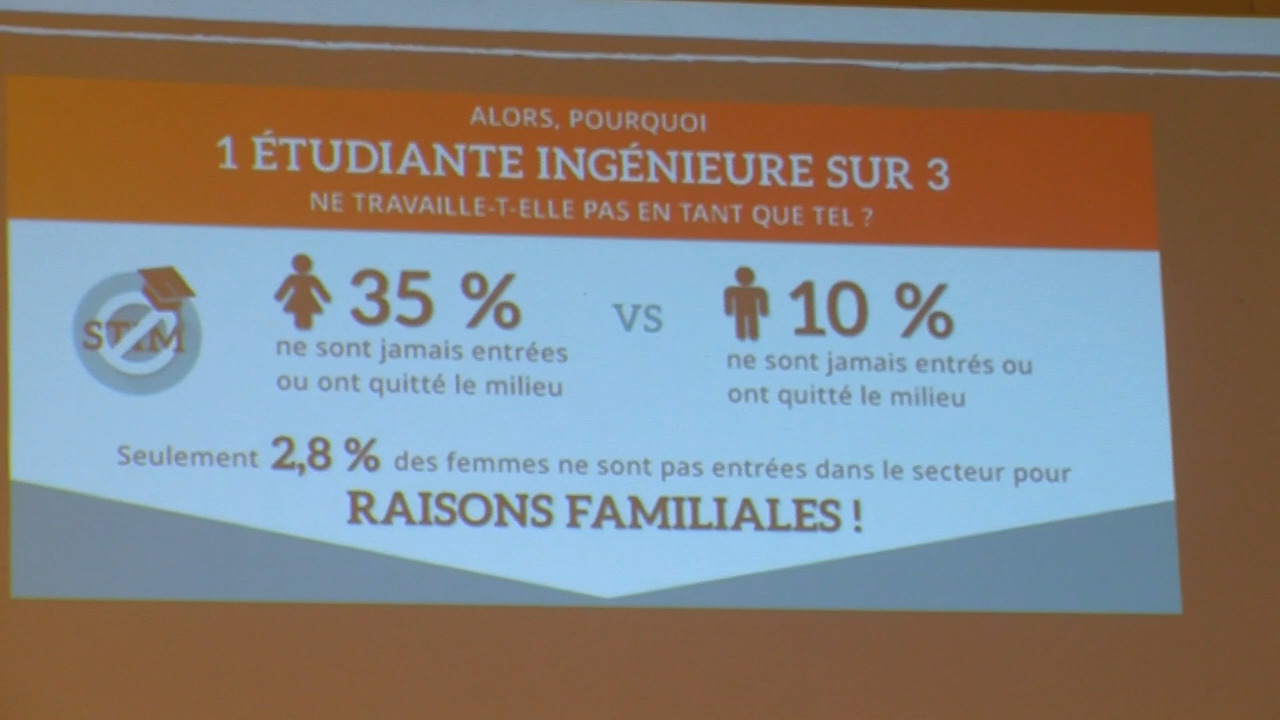 ALORS, POURQUOI
1 ÉTUDIANTE INGÉNIEURE SUR 3
NE TRAVAILLE-T-ELLE PAS EN TANT QUE TEL ?
STIM
35 %
ne sont jamais entrées
ou ont quitté le milieu
VS
10 %
ne sont jamais entrés ou
ont quitté le milieu
Seulement 2,8 % des femmes ne sont pas entrées dans le secteur pour
RAISONS FAMILIALES !